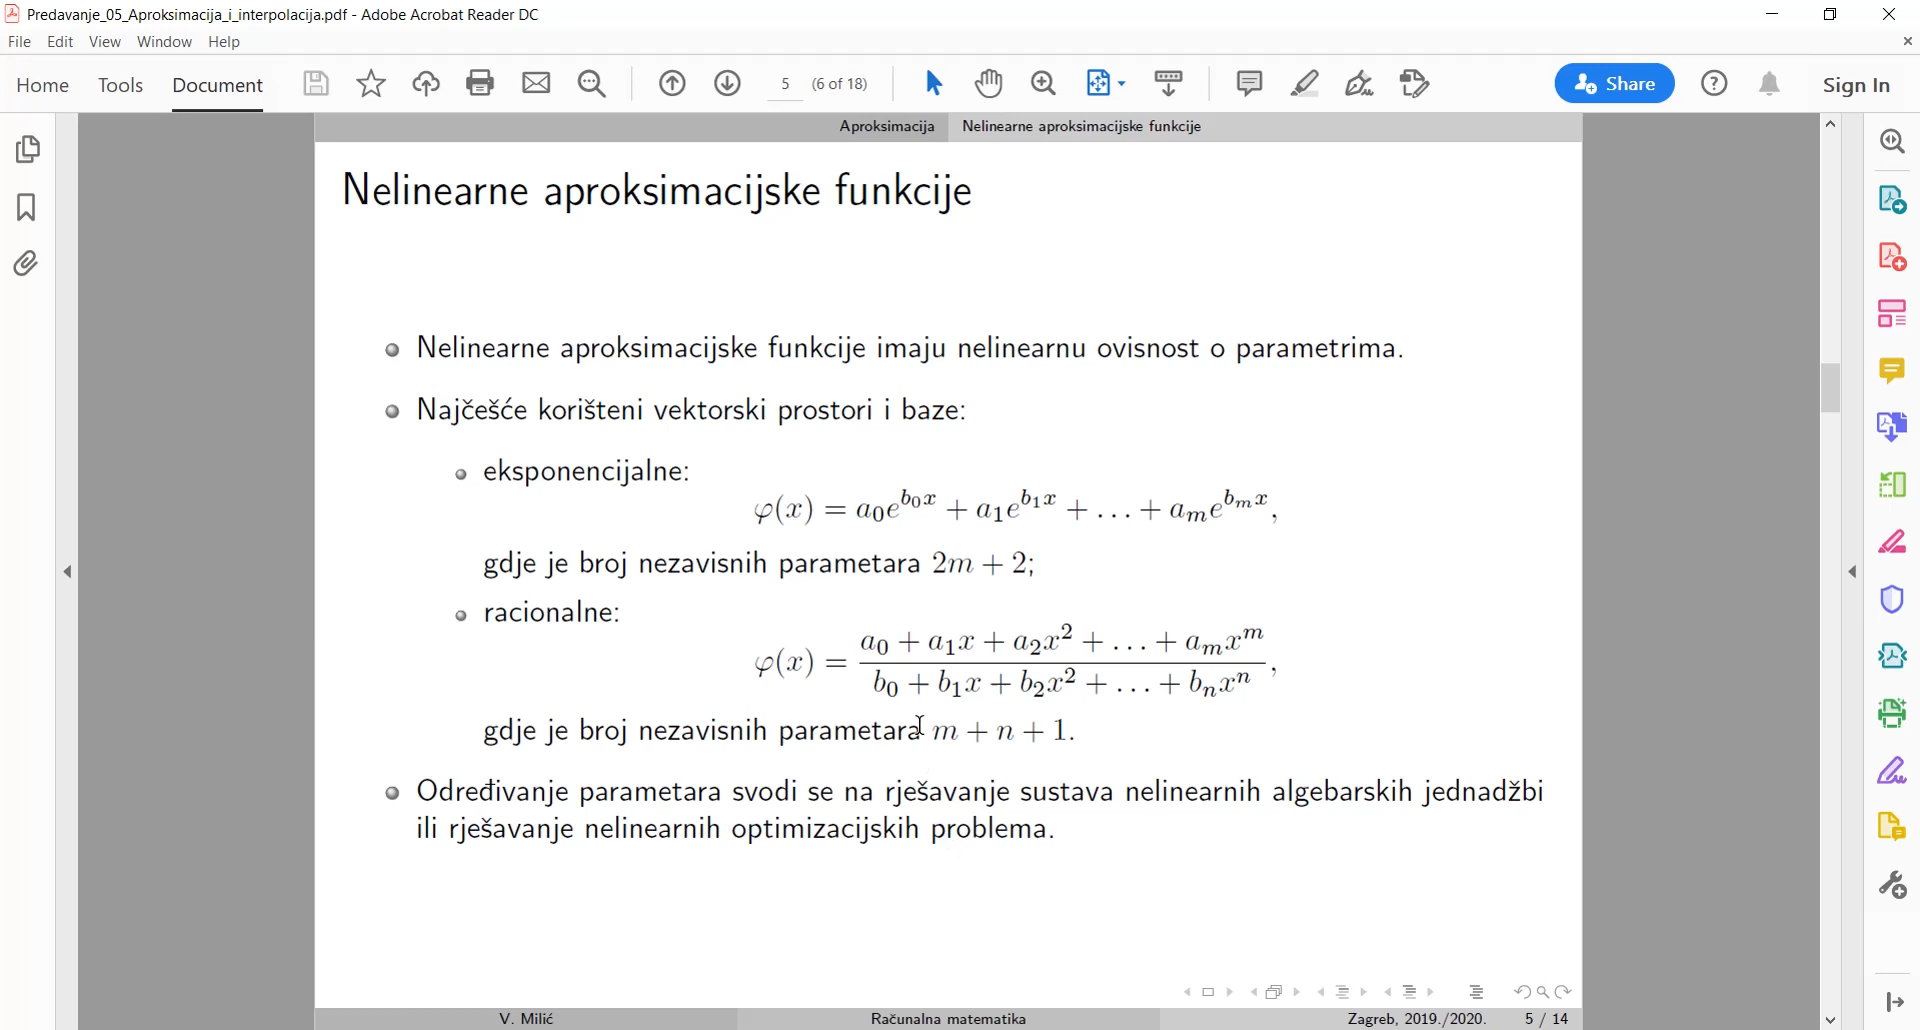 Predavanje_05_Aproksimacija_i_interpolacija.pdf - Adobe Acrobat Reader DC
File Edit View Window Help
Home Tools Document 5 (6 of 18) Share Sign In
Aproksimacija Nelinearne aproksimacijske funkcije
Nelinearne aproksimacijske funkcije
Nelinearne aproksimacijske funkcije imaju nelinearnu ovisnost o parametrima.
Najčešće korišteni vektorski prostori i baze:
eksponencijalne:
φ(x) = a₀e^{b₀x} + a₁e^{b₁x} + … + aₘe^{bₘx},
gdje je broj nezavisnih parametara 2m + 2;
racionalne:
φ(x) = \frac{a₀ + a₁x + a₂x² + … + aₘx^m}{b₀ + b₁x + b₂x² + … + bₙx^n},
gdje je broj nezavisnih parametara m + n + 1.
Određivanje parametara svodi se na rješavanje sustava nelinearnih algebarskih jednadžbi
ili rješavanje nelinearnih optimizacijskih problema.
V. Milić Računalna matematika Zagreb, 2019./2020. 5 / 14